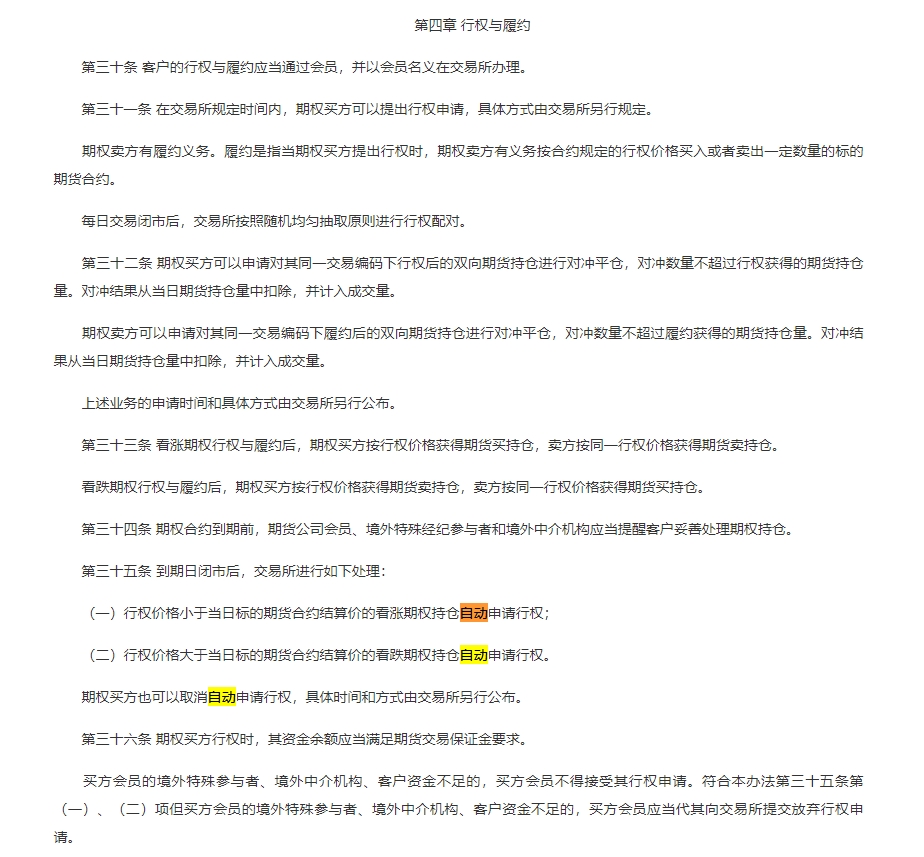 第四章 行权与履约
第三十条 客户的行权与履约应当通过会员，并以会员名义在交易所办理。
第三十一条 在交易所规定时间内，期权买方可以提出行权申请，具体方式由交易所另行规定。
期权卖方有履约义务。履约是指当期权买方提出行权时，期权卖方有义务按合约规定的行权价格买入或者卖出一定数量的标的
期货合约。
每日交易闭市后，交易所按照随机均匀抽取原则进行行权配对。
第三十二条 期权买方可以申请对其同一交易编码下行权后的双向期货持仓进行对冲平仓，对冲数量不超过行权获得的期货持仓
量。对冲结果从当日期货持仓量中扣除，并计入成交量。
期权卖方可以申请对其同一交易编码下履约后的双向期货持仓进行对冲平仓，对冲数量不超过履约获得的期货持仓量。对冲结
果从当日期货持仓量中扣除，并计入成交量。
上述业务的申请时间和具体方式由交易所另行公布。
第三十三条 看涨期权行权与履约后，期权买方按行权价格获得期货买持仓，卖方按同一行权价格获得期货卖持仓。
看跌期权行权与履约后，期权买方按行权价格获得期货卖持仓，卖方按同一行权价格获得期货买持仓。
第三十四条 期权合约到期前，期货公司会员、境外特殊经纪参与者和境外中介机构应当提醒客户妥善处理期权持仓。
第三十五条 到期日闭市后，交易所进行如下处理：
（一）行权价格小于当日标的期货合约结算价的看涨期权持仓自动申请行权；
（二）行权价格大于当日标的期货合约结算价的看跌期权持仓自动申请行权。
期权买方也可以取消自动申请行权，具体时间和方式由交易所另行公布。
第三十六条 期权买方行权时，其资金余额应当满足期货交易保证金要求。
买方会员的境外特殊参与者、境外中介机构、客户资金不足的，买方会员不得接受其行权申请。符合本办法第三十五条第
（一）、（二）项但买方会员的境外特殊参与者、境外中介机构、客户资金不足的，买方会员应当代其向交易所提交放弃行权申
请。